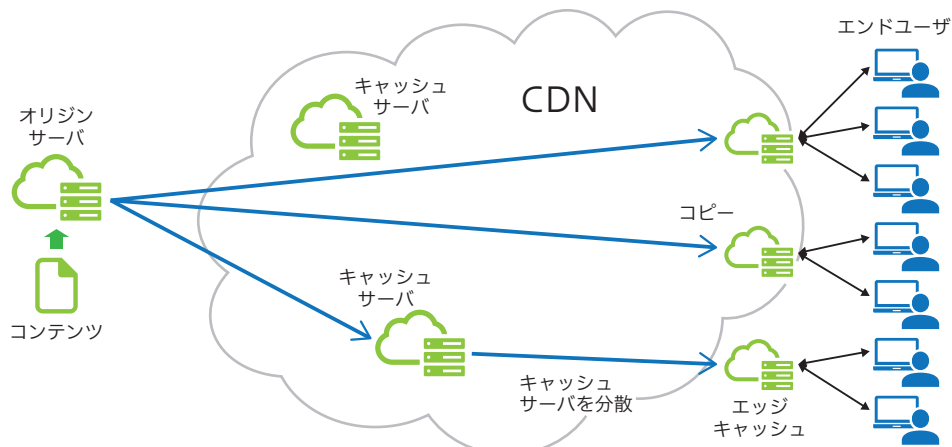 エンドユーザ
CDN
キャッシュ
サーバ
オリジン
サーバ
コピー
キャッシュ
サーバ
コンテンツ
キャッシュ
サーバを分散
エッジ
キャッシュ